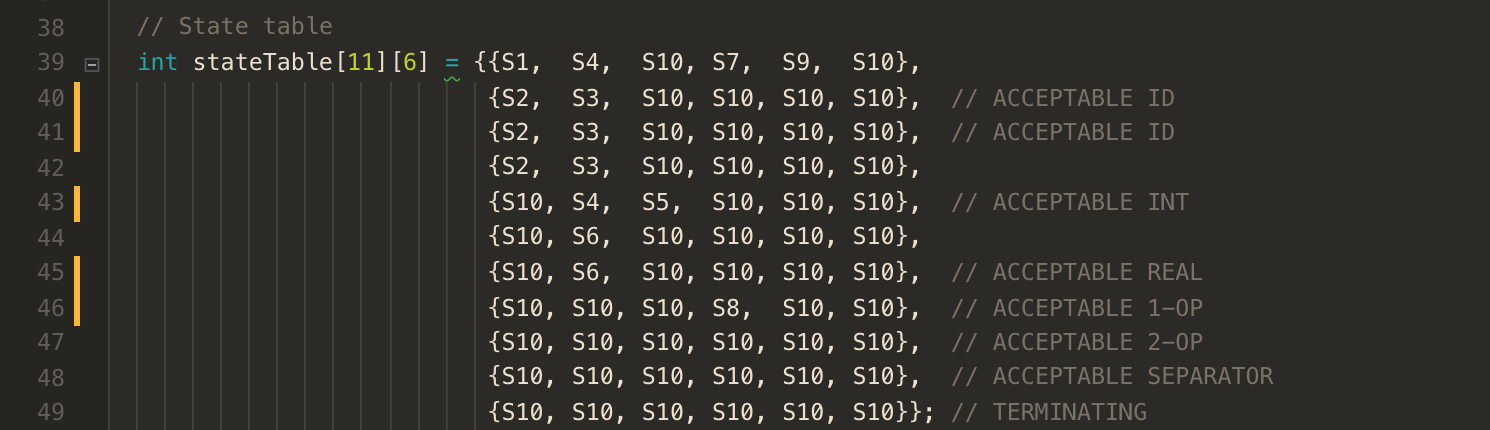 38 // State table
39 int stateTable[11][6] = {{S1, S4, S10, S7, S9, S10},
40 {S2, S3, S10, S10, S10, S10}, // ACCEPTABLE ID
41 {S2, S3, S10, S10, S10, S10}, // ACCEPTABLE ID
42 {S2, S3, S10, S10, S10, S10},
43 {S10, S4, S5, S10, S10, S10}, // ACCEPTABLE INT
44 {S10, S6, S10, S10, S10, S10},
45 {S10, S6, S10, S10, S10, S10}, // ACCEPTABLE REAL
46 {S10, S10, S10, S8, S10, S10}, // ACCEPTABLE 1-OP
47 {S10, S10, S10, S10, S10, S10}, // ACCEPTABLE 2-OP
48 {S10, S10, S10, S10, S10, S10}, // ACCEPTABLE SEPARATOR
49 {S10, S10, S10, S10, S10, S10}}; // TERMINATING